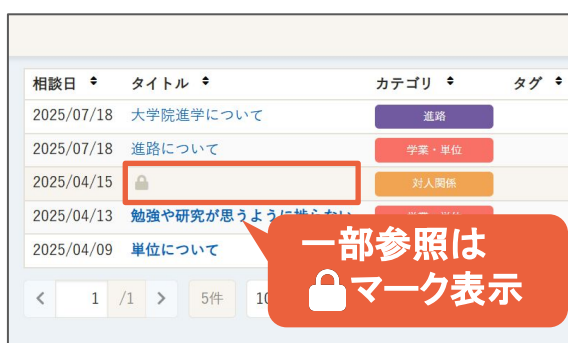 相談日 タイトル カテゴリ タグ
2025/07/18 大学院進学について 進路
2025/07/18 進路について 学業・単位
2025/04/15 対人関係
2025/04/13 勉強や研究が思うように捗らない
2025/04/09 単位について
一部参照は
マーク表示
< 1 /1 > 5件 10